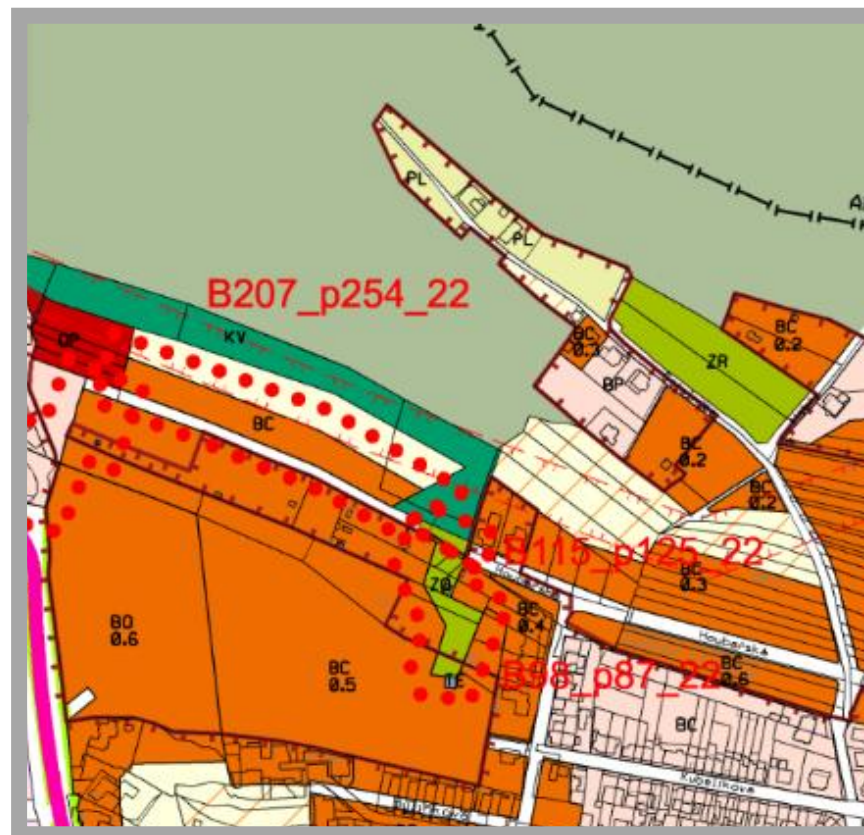 PL
PL
B207_p254_22
OP
KV
BC
0.2
BC
0.3
ZR
BP
BC
BC
0.2
BC
0.2
B115_p125_22
BC
0.3
ZO
BC
0.4
BO
0.6
Houbařská
BC
0.5
B98_p87_22
BC
0.6
BC
Kubelíkova